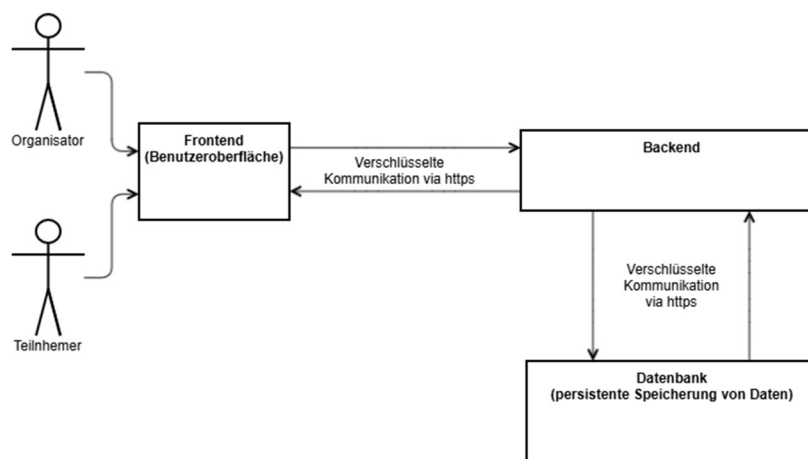 Organisator
Frontend
(Benutzeroberfläche)
Verschlüsselte
Kommunikation via https
Backend
Teilnhemer
Verschlüsselte
Kommunikation
via https
Datenbank
(persistente Speicherung von Daten)